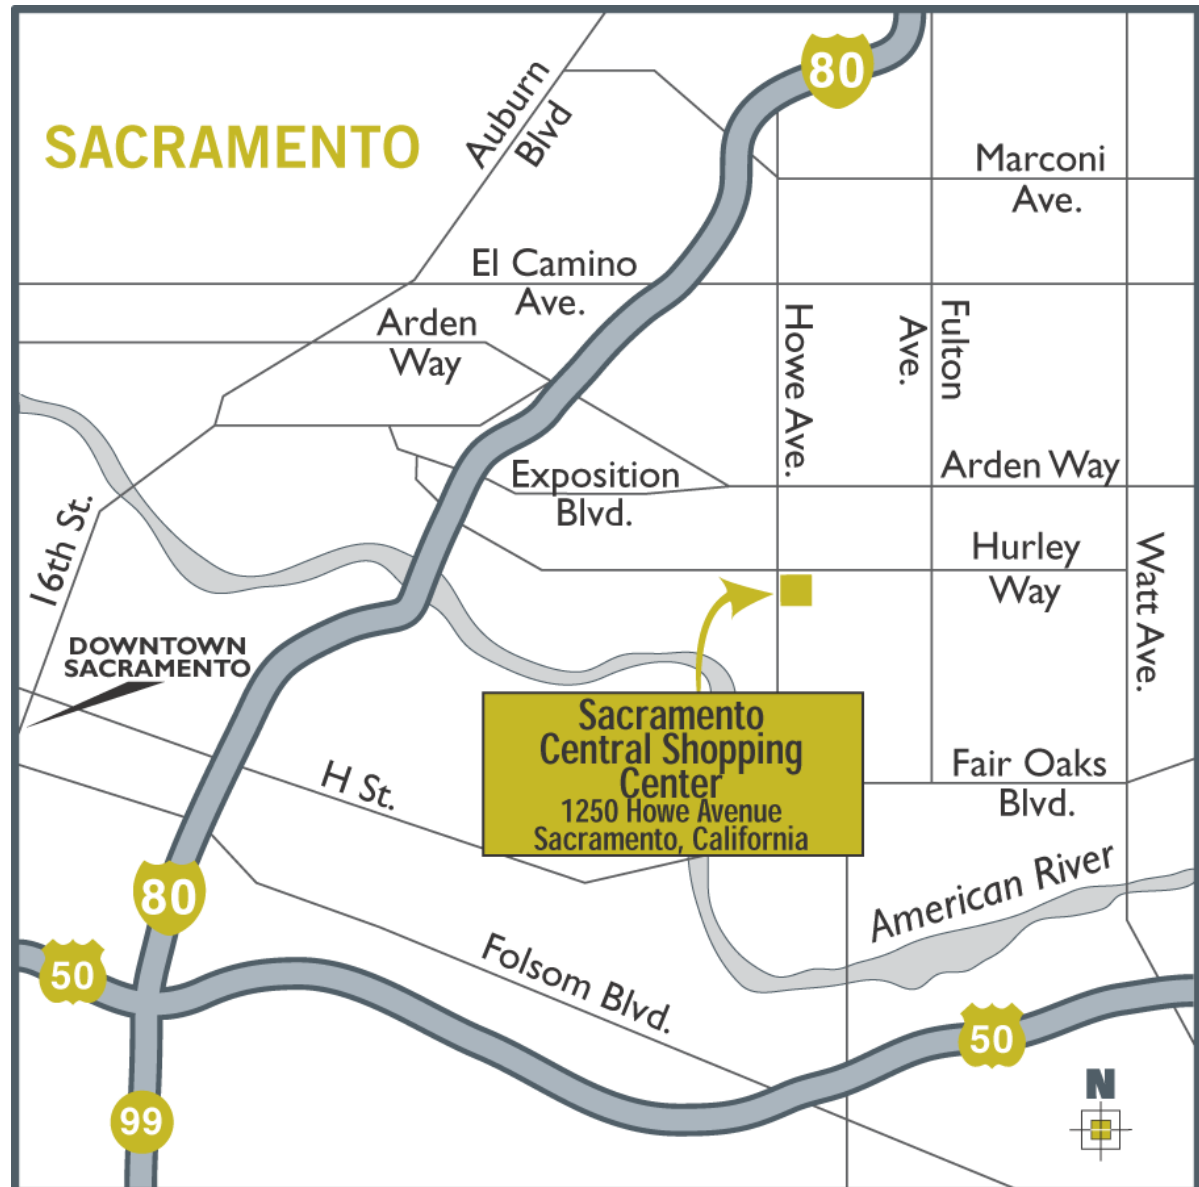 80
SACRAMENTO
Auburn
Blvd
Marconi
Ave.
El Camino
Ave.
Arden
Way
Howe Ave.
Fulton
Ave.
Exposition
Blvd.
Arden Way
16th St.
Hurley
Way
Watt Ave.
DOWNTOWN
SACRAMENTO
Sacramento
Central Shopping
Center
1250 Howe Avenue
Sacramento, California
H St.
Fair Oaks
Blvd.
80
American River
50
Folsom Blvd.
50
99
N